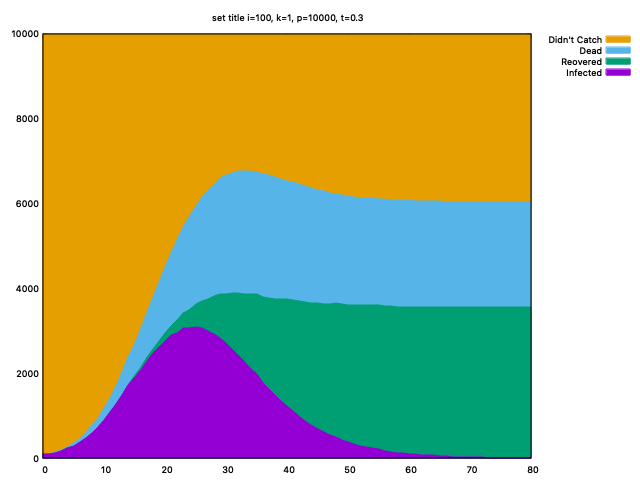 set title i=100, k=1, p=10000, t=0.3
10000
8000
6000
4000
2000
0
0 10 20 30 40 50 60 70 80
Didn't Catch
Dead
Reovered
Infected